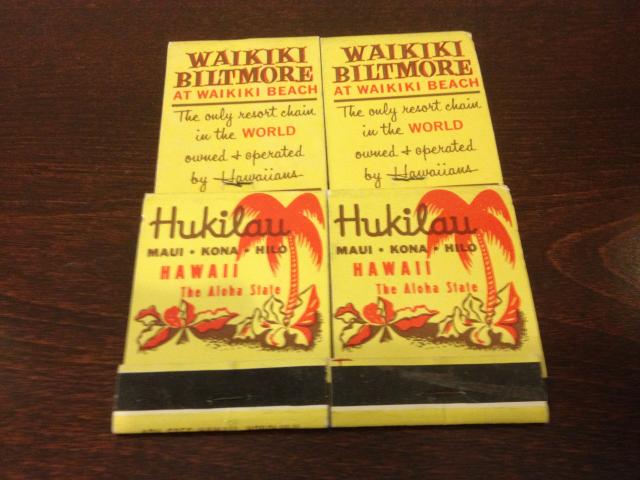 WAIKIKI
BILTMORE
AT WAIKIKI BEACH
The only resort chain
in the WORLD
owned + operated
by Hawaiians
Hukilau
MAUI • KONA • HILO
HAWAII
The Aloha State
WAIKIKI
BILTMORE
AT WAIKIKI BEACH
The only resort chain
in the WORLD
owned + operated
by Hawaiians
Hukilau
MAUI • KONA • HILO
HAWAII
The Aloha State